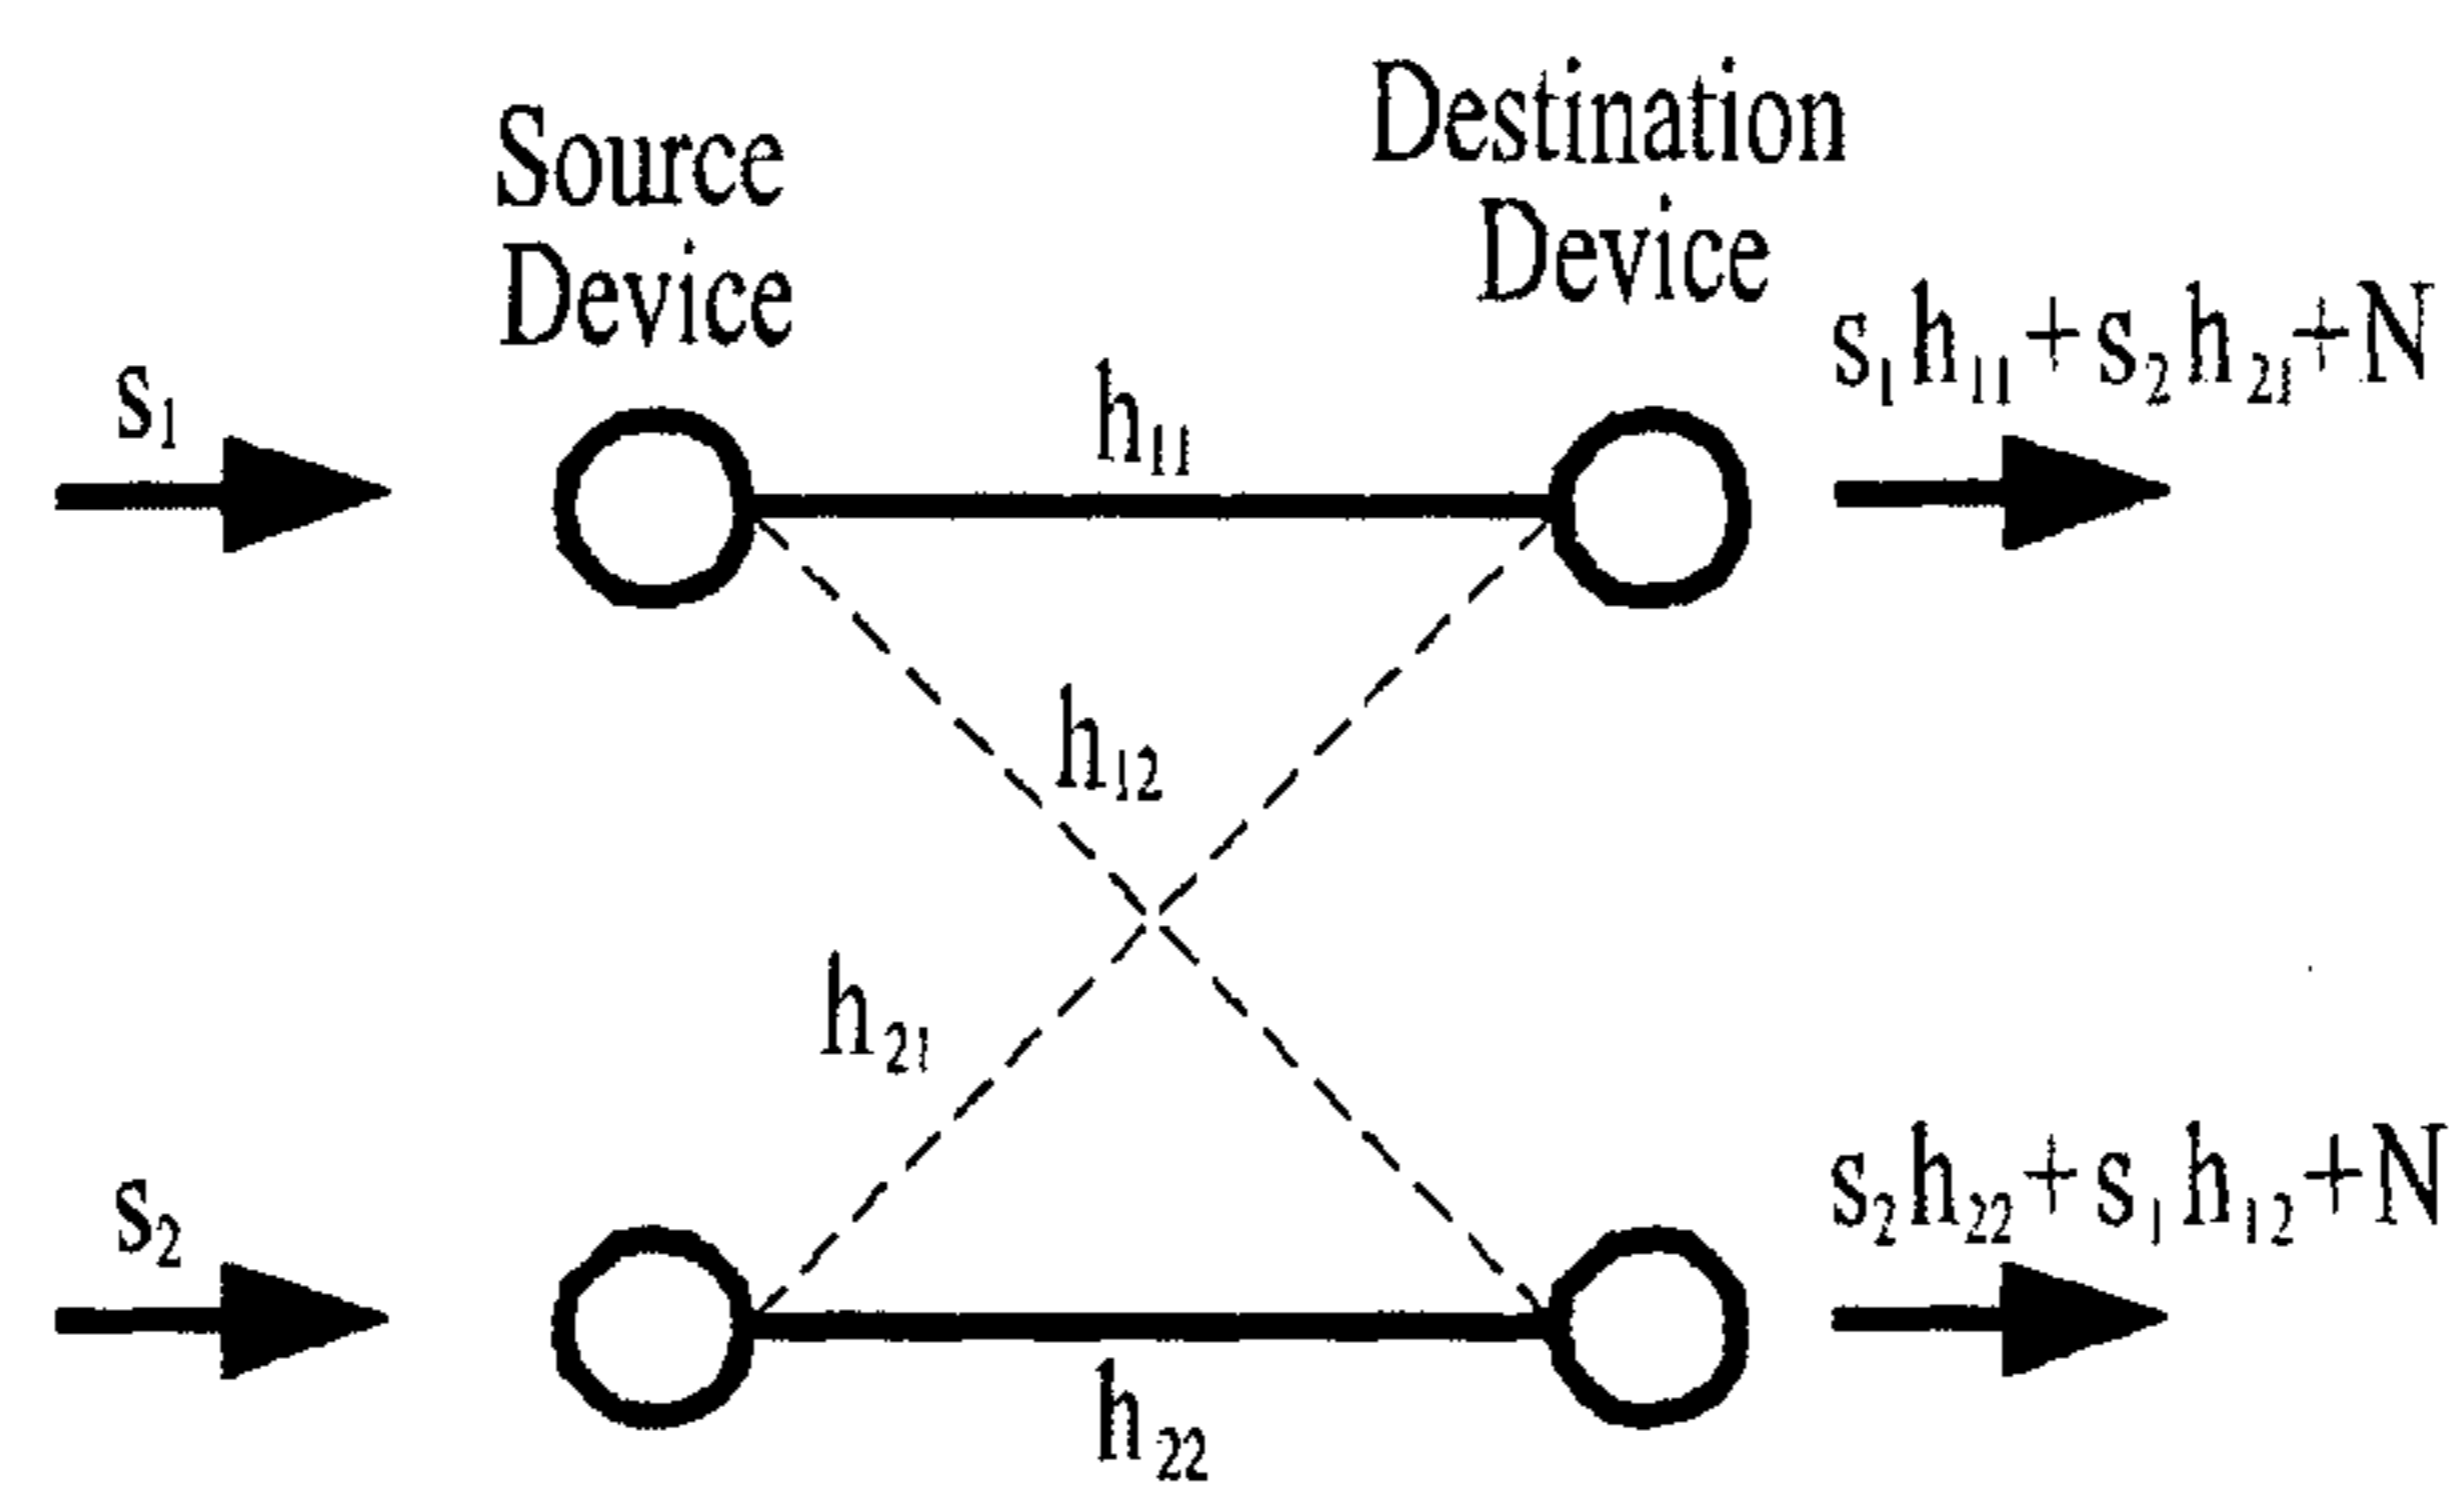 Source
Device
Destination
Device
s₁
h₁₁
s₁h₁₁+s₂h₂₁+N
h₁₂
h₂₁
s₂
h₂₂
s₂h₂₂+s₁h₁₂+N